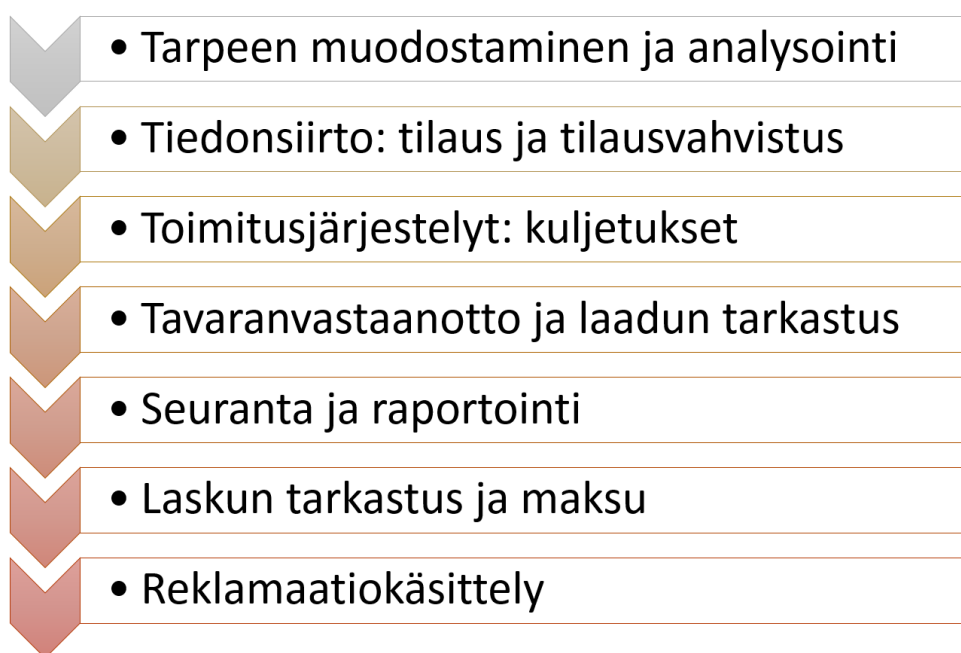 • Tarpeen muodostaminen ja analysointi
• Tiedonsiirto: tilaus ja tilausvahvistus
• Toimitusjärjestelyt: kuljetukset
• Tavaranvastaanotto ja laadun tarkastus
• Seuranta ja raportointi
• Laskun tarkastus ja maksu
• Reklamaatiokäsittely